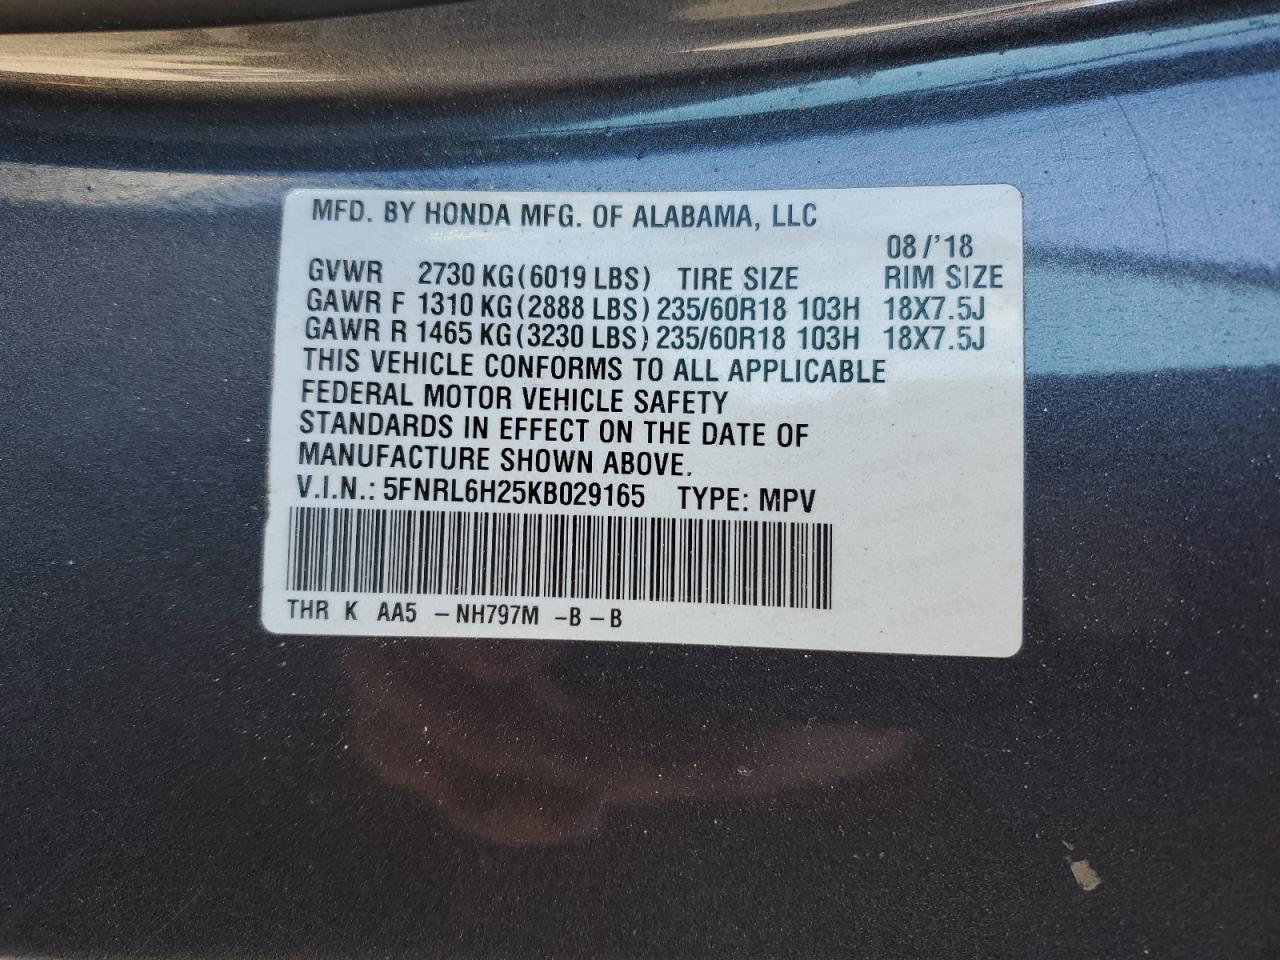 MFD. BY HONDA MFG. OF ALABAMA, LLC
08/'18
GVWR 2730 KG(6019 LBS) TIRE SIZE RIM SIZE
GAWR F 1310 KG(2888 LBS) 235/60R18 103H 18X7.5J
GAWR R 1465 KG(3230 LBS) 235/60R18 103H 18X7.5J
THIS VEHICLE CONFORMS TO ALL APPLICABLE
FEDERAL MOTOR VEHICLE SAFETY
STANDARDS IN EFFECT ON THE DATE OF
MANUFACTURE SHOWN ABOVE.
V.I.N.: 5FNRL6H25KB029165 TYPE: MPV
THR K AA5 -NH797M -B-B